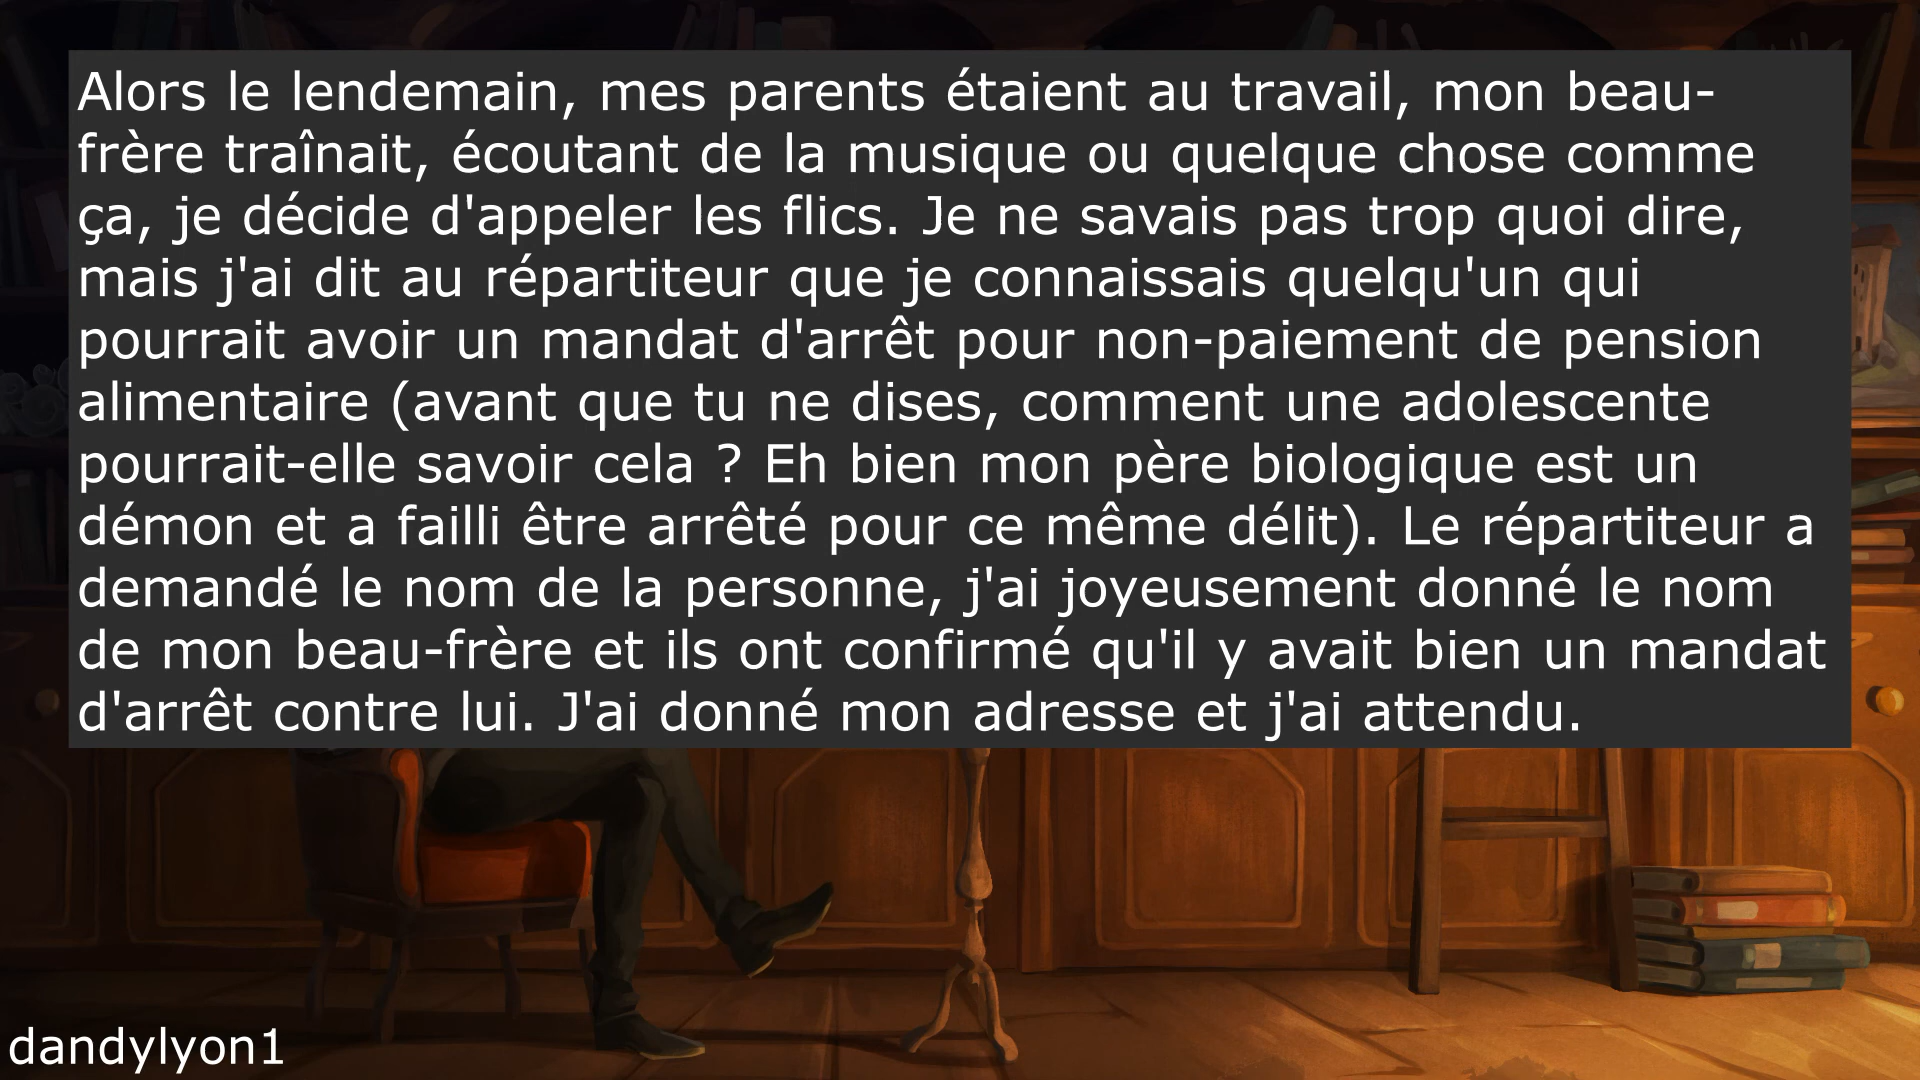 Alors le lendemain, mes parents étaient au travail, mon beau-
frère traînait, écoutant de la musique ou quelque chose comme
ça, je décide d'appeler les flics. Je ne savais pas trop quoi dire,
mais j'ai dit au répartiteur que je connaissais quelqu'un qui
pourrait avoir un mandat d'arrêt pour non-paiement de pension
alimentaire (avant que tu ne dises, comment une adolescente
pourrait-elle savoir cela ? Eh bien mon père biologique est un
démon et a failli être arrêté pour ce même délit). Le répartiteur a
demandé le nom de la personne, j'ai joyeusement donné le nom
de mon beau-frère et ils ont confirmé qu'il y avait bien un mandat
d'arrêt contre lui. J'ai donné mon adresse et j'ai attendu.
dandylyon1